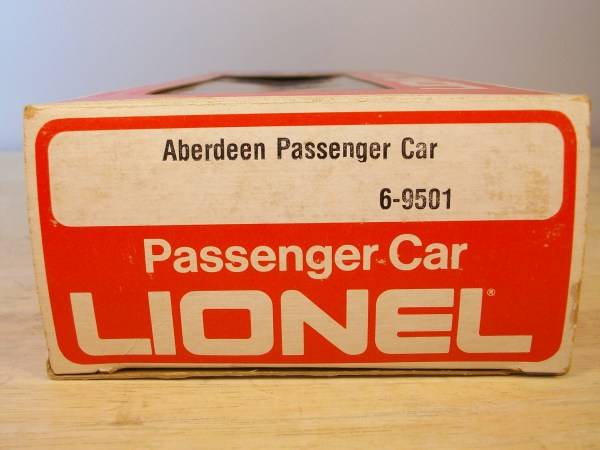 Aberdeen Passenger Car
6-9501
Passenger Car
LIONEL®